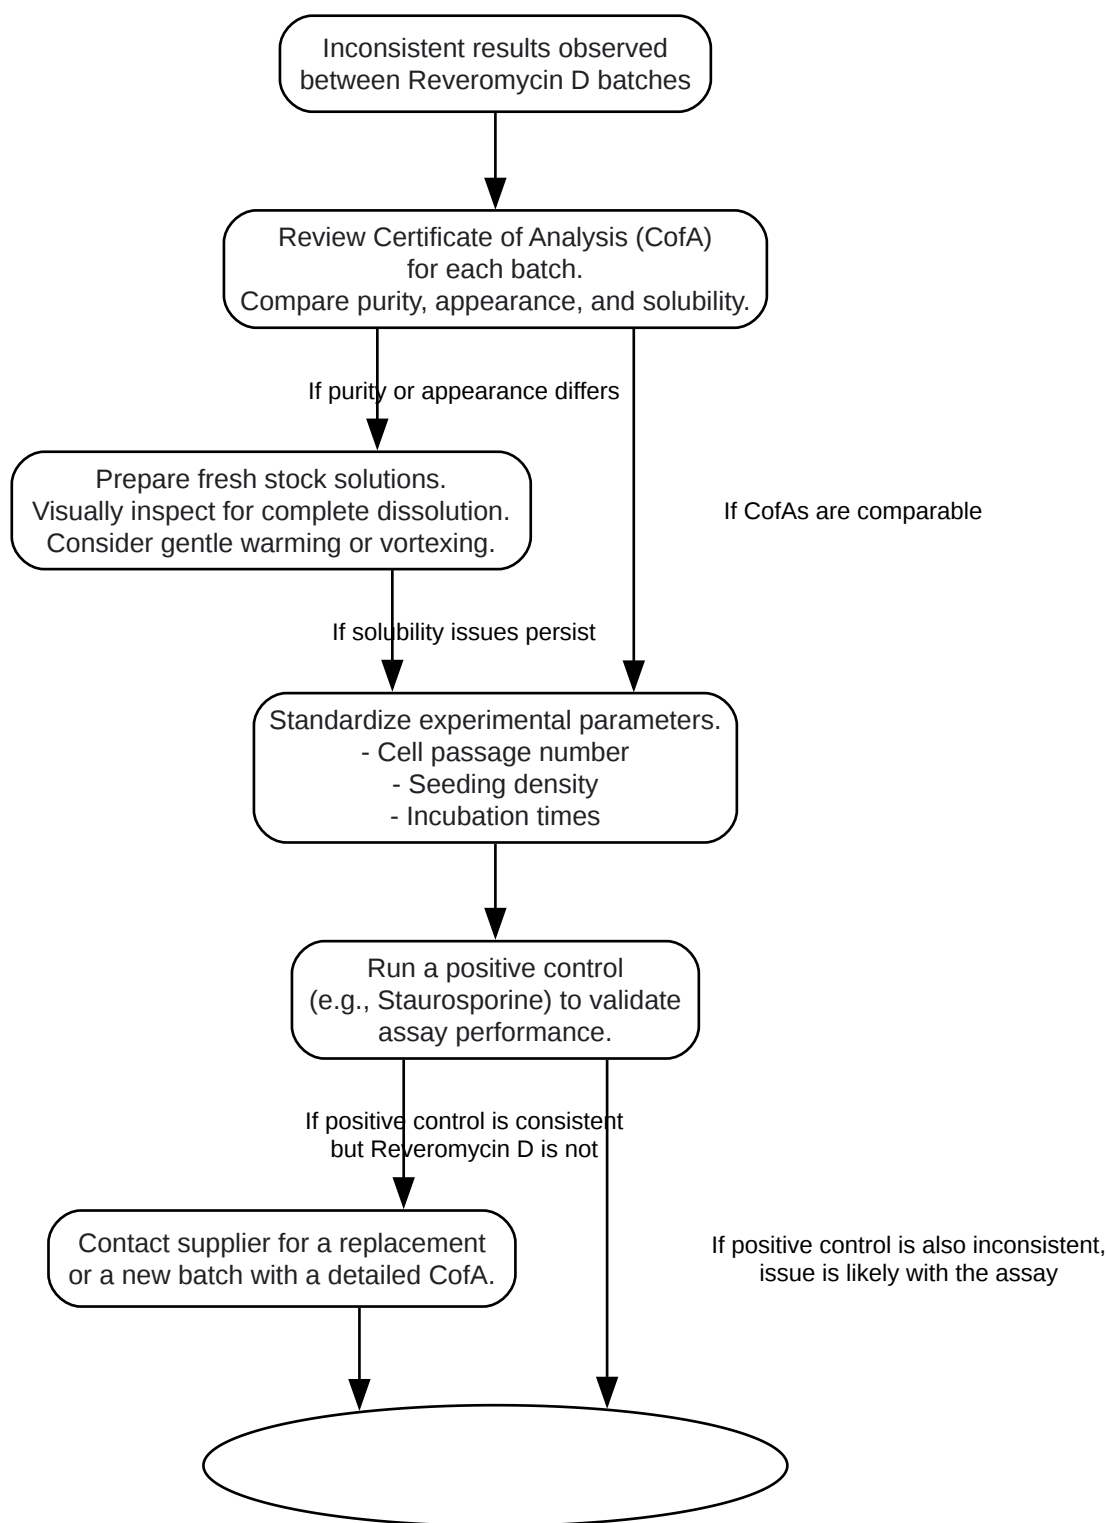 Inconsistent results observed
between Reveromycin D batches
Review Certificate of Analysis (CofA)
for each batch.
Compare purity, appearance, and solubility.
If purity or appearance differs
Prepare fresh stock solutions.
Visually inspect for complete dissolution.
Consider gentle warming or vortexing.
If CofAs are comparable
If solubility issues persist
Standardize experimental parameters.
- Cell passage number
- Seeding density
- Incubation times
Run a positive control
(e.g., Staurosporine) to validate
assay performance.
If positive control is consistent
but Reveromycin D is not
Contact supplier for a replacement
or a new batch with a detailed CofA.
If positive control is also inconsistent,
issue is likely with the assay